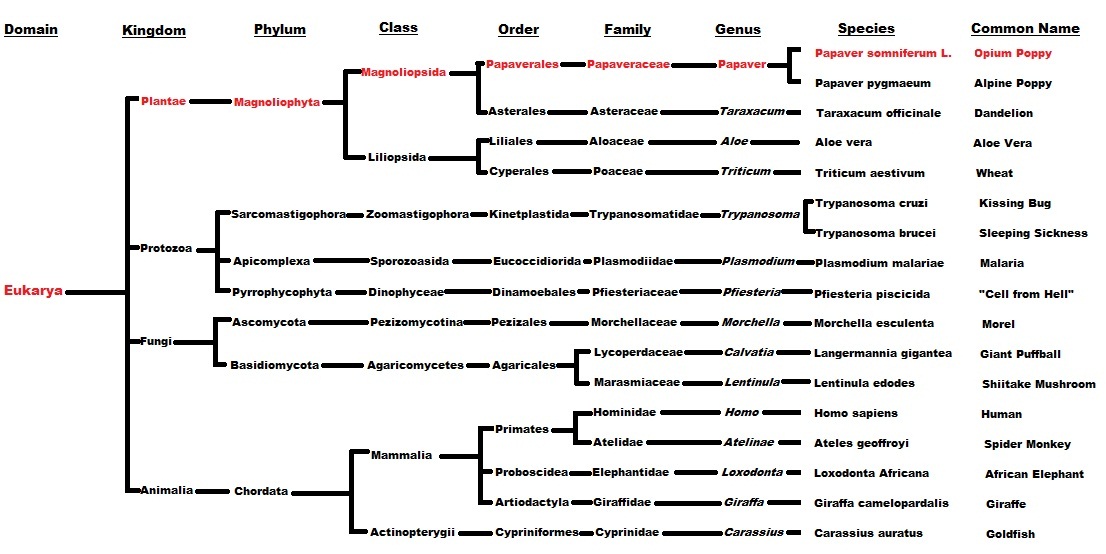 Domain Kingdom Phylum Class Order Family Genus Species Common Name
Papaver somniferum L. Opium Poppy
Magnoliopsida Papaverales Papaveraceae Papaver
Papaver pygmaeum Alpine Poppy
Plantae Magnoliophyta
Asterales Asteraceae Taraxacum Taraxacum officinale Dandelion
Liliales Aloaceae Aloe Aloe vera Aloe Vera
Liliopsida
Cyperales Poaceae Triticum Triticum aestivum Wheat
Trypanosoma cruzi Kissing Bug
Sarcomastigophora Zoomastigophora Kinetplastida Trypanosomatidae Trypanosoma
Trypanosoma brucei Sleeping Sickness
Protozoa
Apicomplexa Sporozoasida Eucoccidiorida Plasmodiidae Plasmodium Plasmodium malariae Malaria
Eukarya
Pyrrophycophyta Dinophyceae Dinamoebales Pfiesteriaceae Pfiesteria Pfiesteria piscicida "Cell from Hell"
Ascomycota Pezizomycotina Pezizales Morchellaceae Morchella Morchella esculenta Morel
Fungi
Lycoperdaceae Calvatia Langermannia gigantea Giant Puffball
Basidiomycota Agaricomycetes Agaricales
Marasmiaceae Lentinula Lentinula edodes Shiitake Mushroom
Hominidae Homo Homo sapiens Human
Primates
Atelidae Atelinae Ateles geoffroyi Spider Monkey
Mammalia
Proboscidea Elephantidae Loxodonta Loxodonta Africana African Elephant
Animalia Chordata
Artiodactyla Giraffidae Giraffa Giraffa camelopardalis Giraffe
Actinopterygii Cypriniformes Cyprinidae Carassius Carassius auratus Goldfish